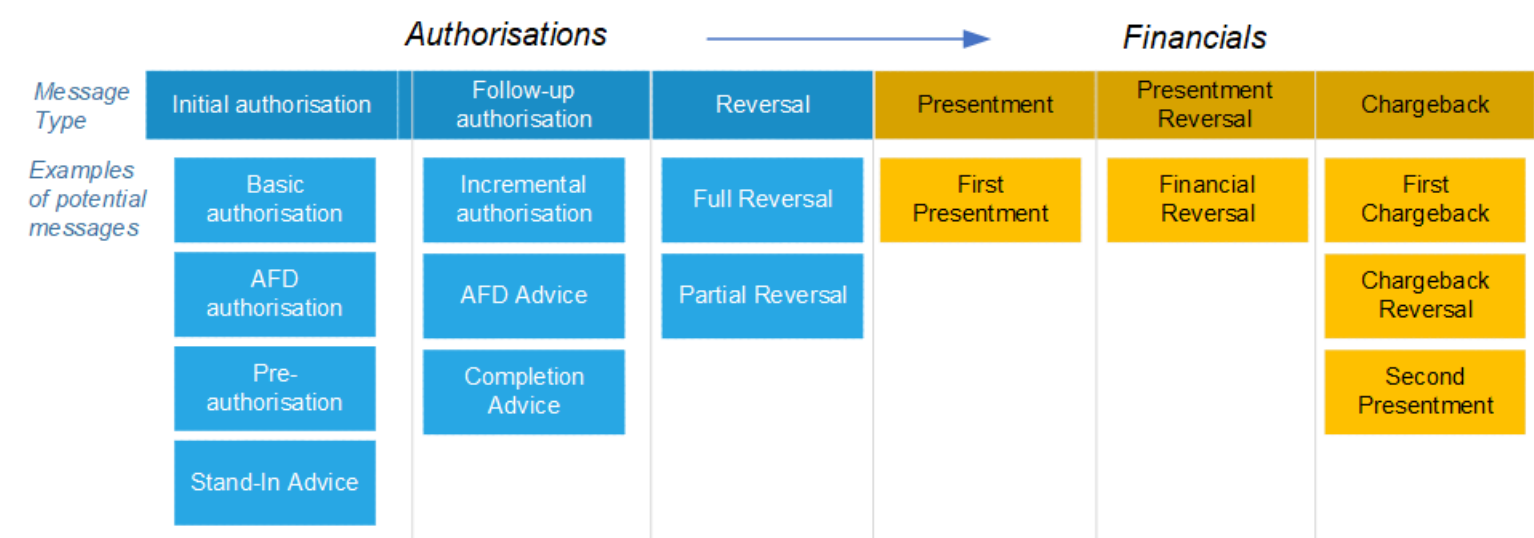 Authorisations
Financials
Message
Type
Initial authorisation
Follow-up
authorisation
Reversal
Presentment
Presentment
Reversal
Chargeback
Examples
of potential
messages
Basic
authorisation
Incremental
authorisation
Full Reversal
First
Presentment
Financial
Reversal
First
Chargeback
AFD
authorisation
AFD Advice
Partial Reversal
Chargeback
Reversal
Pre-
authorisation
Completion
Advice
Second
Presentment
Stand-In Advice